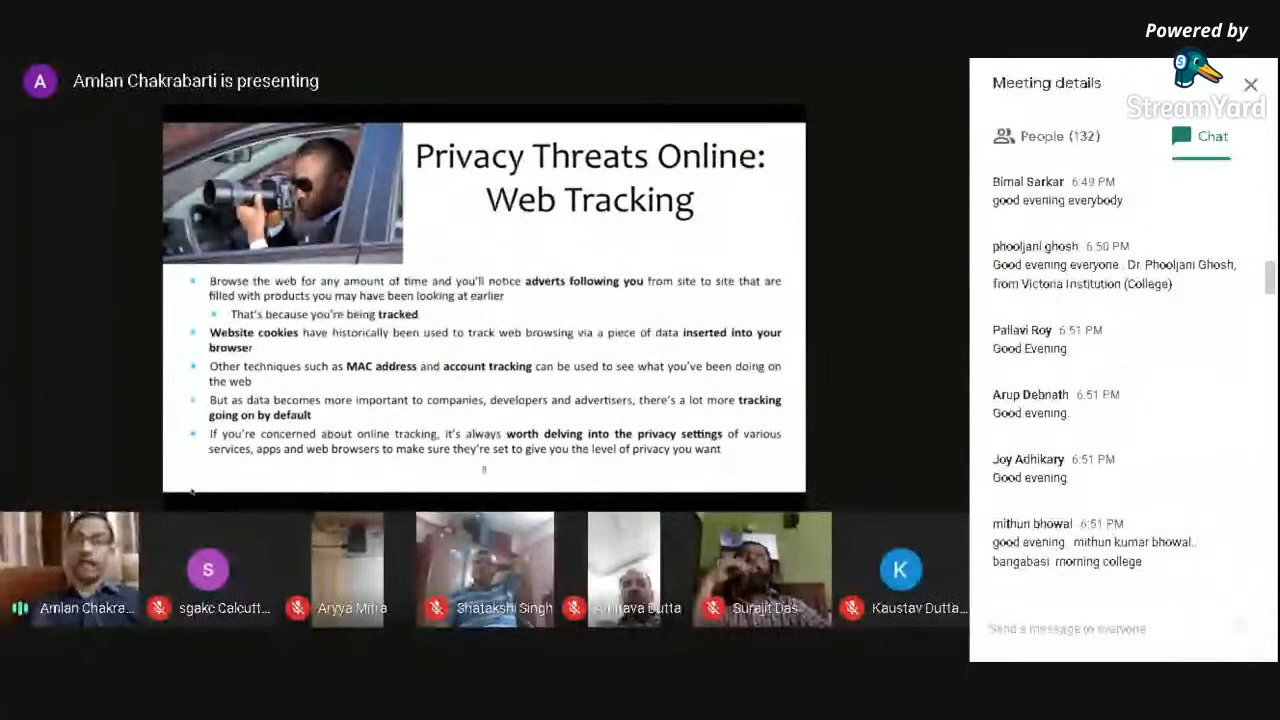 Powered by
StreamYard
A
Amlan Chakrabarti is presenting
Privacy Threats Online:
Web Tracking
Browse the web for any amount of time and you'll notice adverts following you from site to site that are
filled with products you may have been looking at earlier
That's because you're being tracked
Website cookies have historically been used to track web browsing via a piece of data inserted into your
browser
Other techniques such as MAC address and account tracking can be used to see what you've been doing on
the web
But as data becomes more important to companies, developers and advertisers, there's a lot more tracking
going on by default
If you're concerned about online tracking, it's always worth delving into the privacy settings of various
services, apps and web browsers to make sure they're set to give you the level of privacy you want
8
S
K
Amlan Chakra...
sgakc Calcutt...
Aryya Mitra
Shatakshi Singh
Dutta
Surajit Das
Kaustav Dutta...
Meeting details
People (132)
Chat
Bimal Sarkar 6:49 PM
good evening everybody
phooljani ghosh 6:50 PM
Good evening everyone. Dr. Phooljani Ghosh,
from Victoria Institution (College)
Pallavi Roy 6:51 PM
Good Evening
Arup Debnath 6:51 PM
Good evening.
Joy Adhikary 6:51 PM
Good evening
mithun bhowal 6:51 PM
good evening, mithun kumar bhowal,
bangabasi morning college
Send a message to everyone